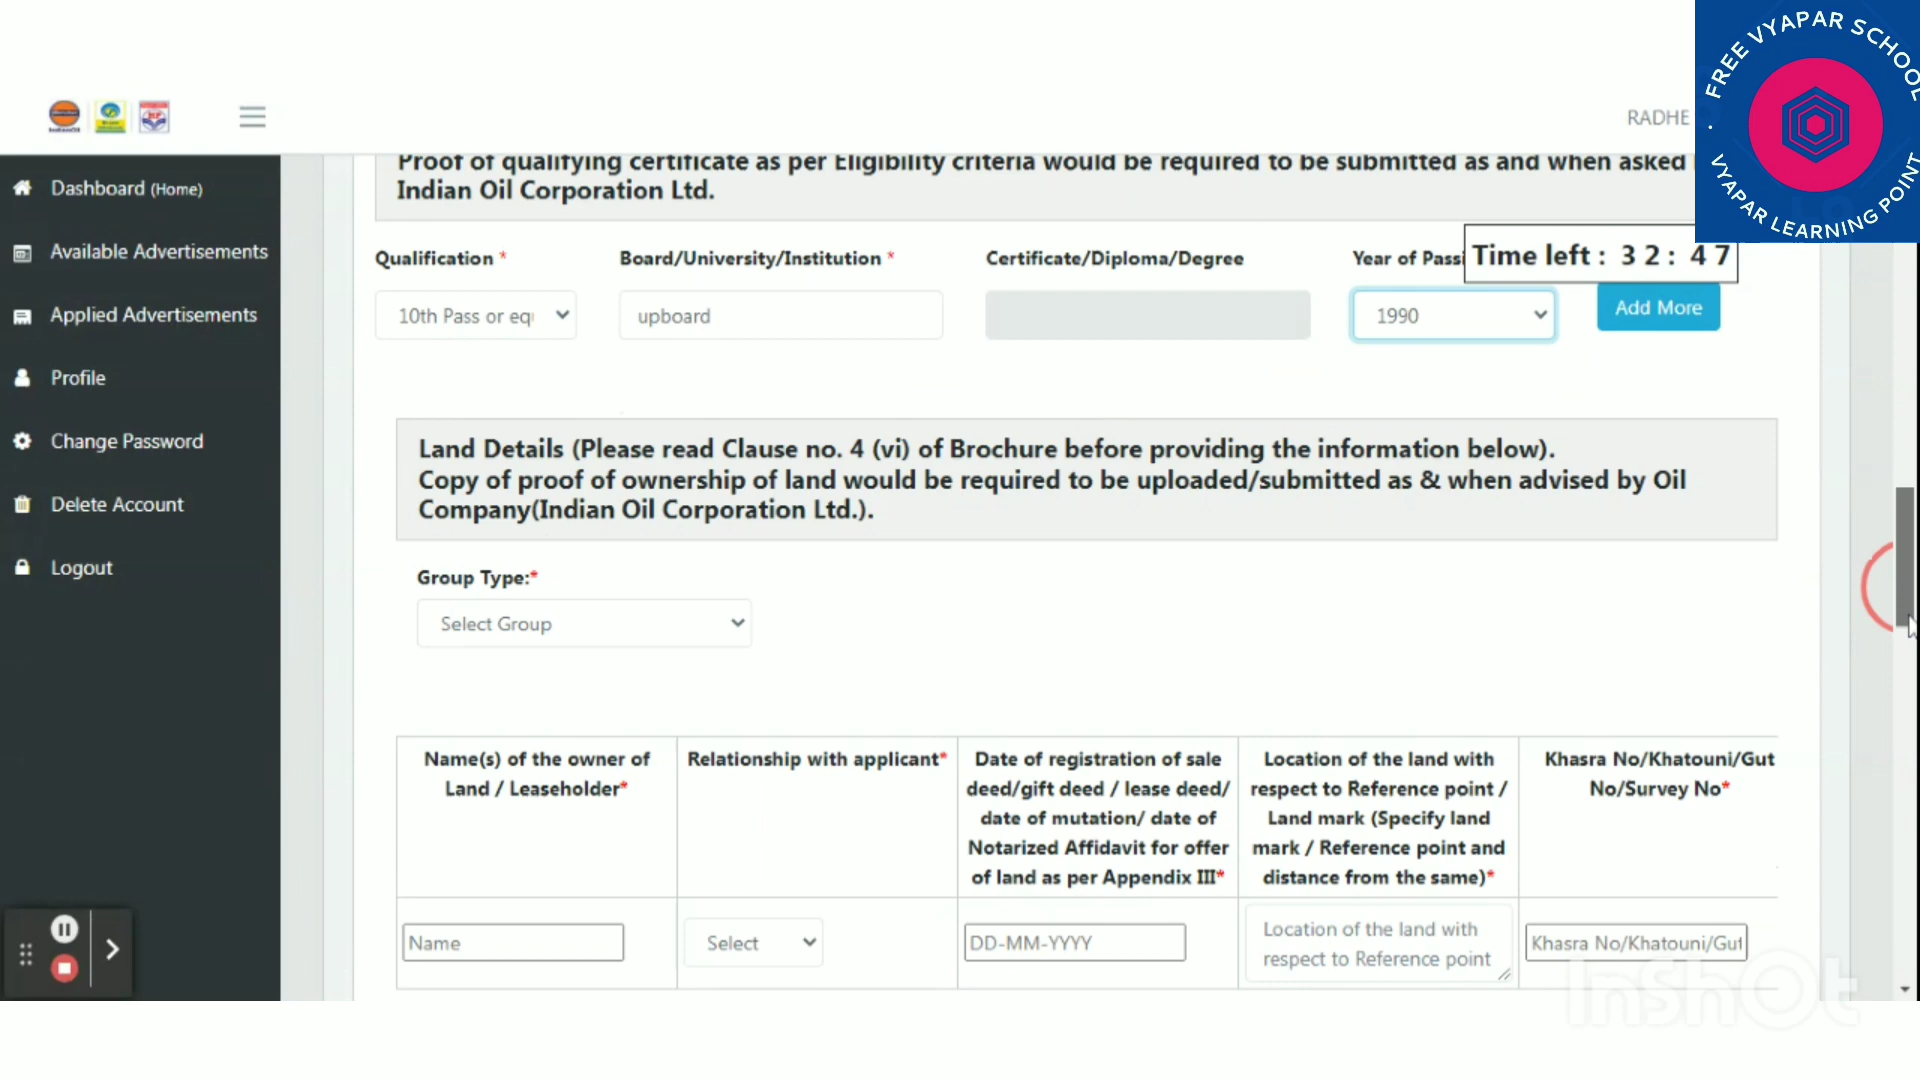 FREE VYAPAR SCHOOL
VYAPAR LEARNING POINT
IndianOil
HP
RADHE
Proof of qualifying certificate as per Eligibility criteria would be required to be submitted as and when asked
Indian Oil Corporation Ltd.
Dashboard (Home)
Available Advertisements
Applied Advertisements
Profile
Change Password
Delete Account
Logout
Qualification *
Board/University/Institution *
Certificate/Diploma/Degree
Year of Passi
Time left : 32: 47
10th Pass or equ
upboard
1990
Add More
Land Details (Please read Clause no. 4 (vi) of Brochure before providing the information below).
Copy of proof of ownership of land would be required to be uploaded/submitted as & when advised by Oil
Company(Indian Oil Corporation Ltd.).
Group Type:*
Select Group
Name(s) of the owner of
Land / Leaseholder*
Relationship with applicant*
Date of registration of sale
deed/gift deed / lease deed/
date of mutation/ date of
Notarized Affidavit for offer
of land as per Appendix III*
Location of the land with
respect to Reference point /
Land mark (Specify land
mark / Reference point and
distance from the same)*
Khasra No/Khatouni/Gut
No/Survey No*
Name
Select
DD-MM-YYYY
Location of the land with
respect to Reference point
Khasra No/Khatouni/Gut
InShOt